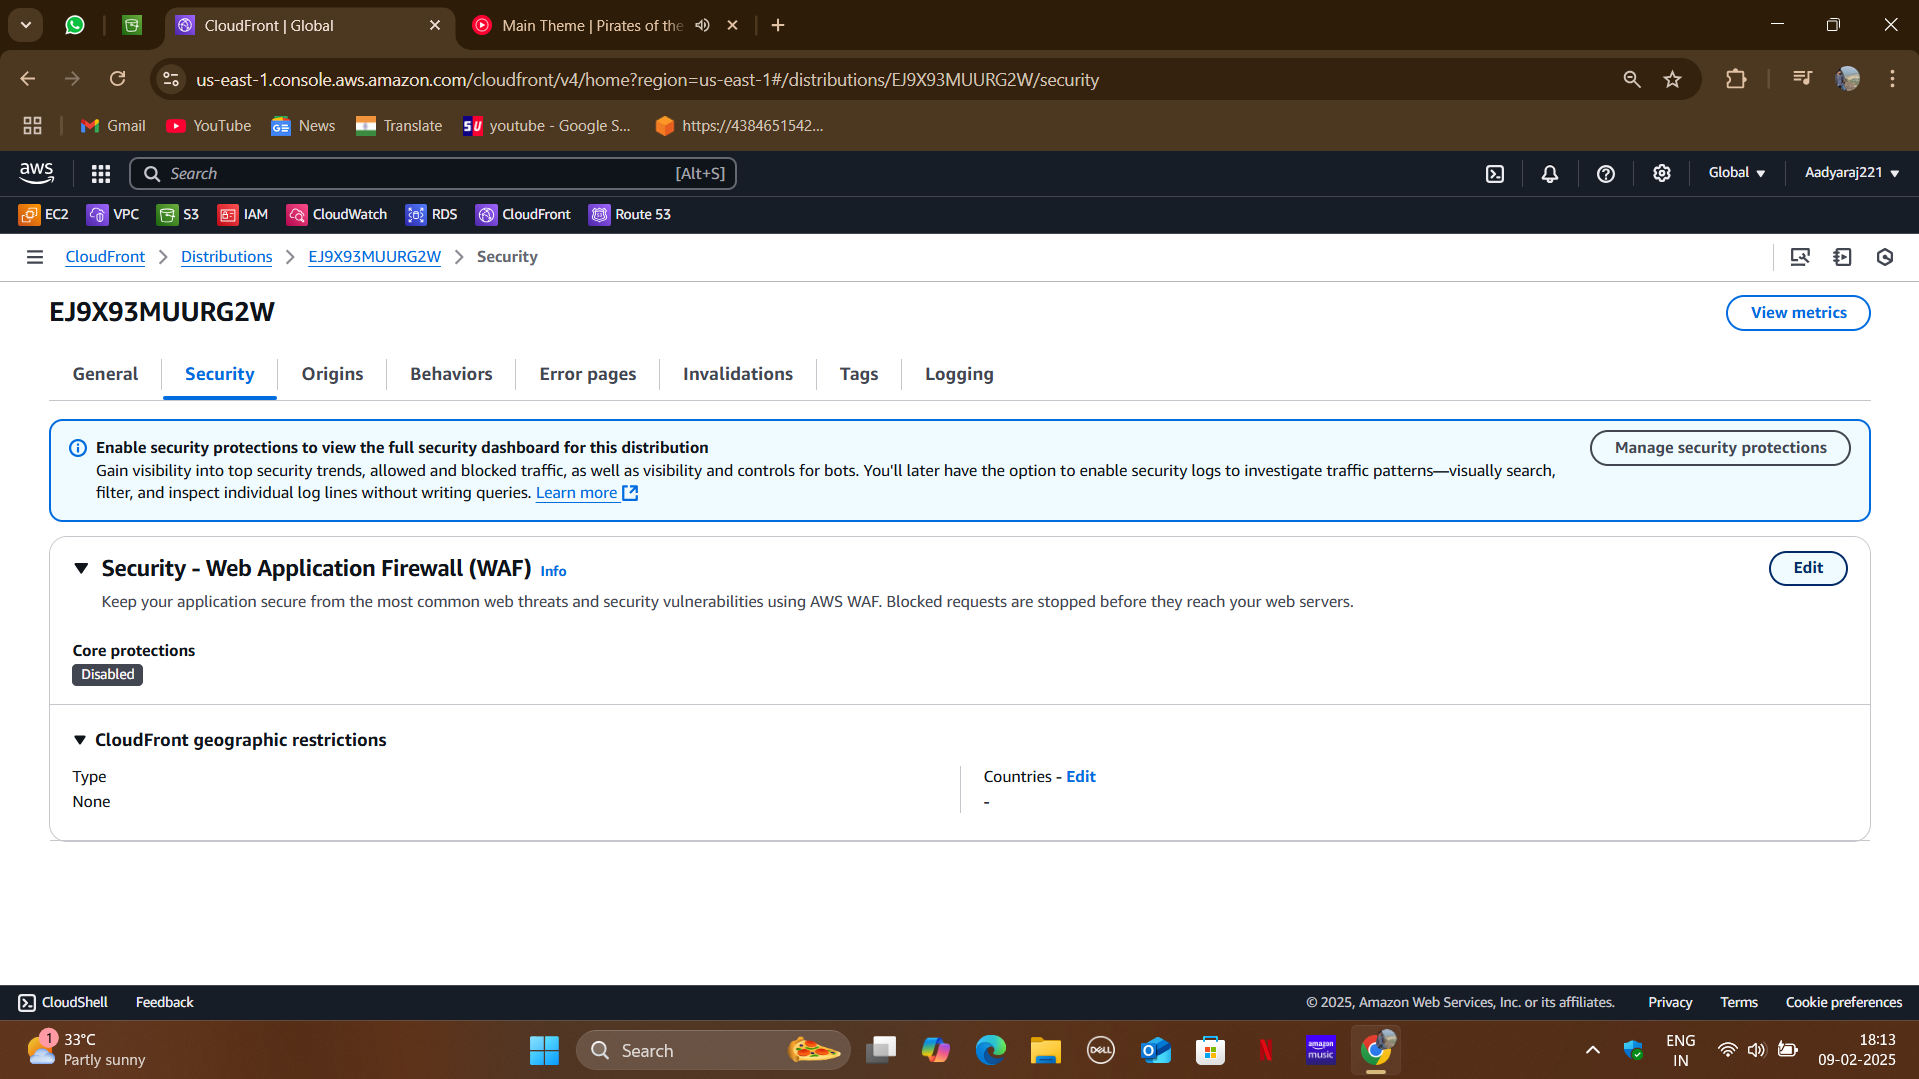 CloudFront | Global
Main Theme | Pirates of the
us-east-1.console.aws.amazon.com/cloudfront/v4/home?region=us-east-1#/distributions/EJ9X93MUURG2W/security
Gmail
YouTube
News
Translate
SU
youtube - Google S...
https://4384651542...
aws
Search
[Alt+S]
Global
Aadyaraj221
EC2
VPC
S3
IAM
CloudWatch
RDS
CloudFront
Route 53
CloudFront
Distributions
EJ9X93MUURG2W
Security
EJ9X93MUURG2W
View metrics
General
Security
Origins
Behaviors
Error pages
Invalidations
Tags
Logging
Enable security protections to view the full security dashboard for this distribution
Manage security protections
Gain visibility into top security trends, allowed and blocked traffic, as well as visibility and controls for bots. You'll later have the option to enable security logs to investigate traffic patterns—visually search,
filter, and inspect individual log lines without writing queries. Learn more
Security - Web Application Firewall (WAF) Info
Edit
Keep your application secure from the most common web threats and security vulnerabilities using AWS WAF. Blocked requests are stopped before they reach your web servers.
Core protections
Disabled
CloudFront geographic restrictions
Type
None
Countries - Edit
-
CloudShell
Feedback
© 2025, Amazon Web Services, Inc. or its affiliates.
Privacy
Terms
Cookie preferences
1
33°C
Partly sunny
Search
DELL
amazon
music
ENG
IN
18:13
09-02-2025